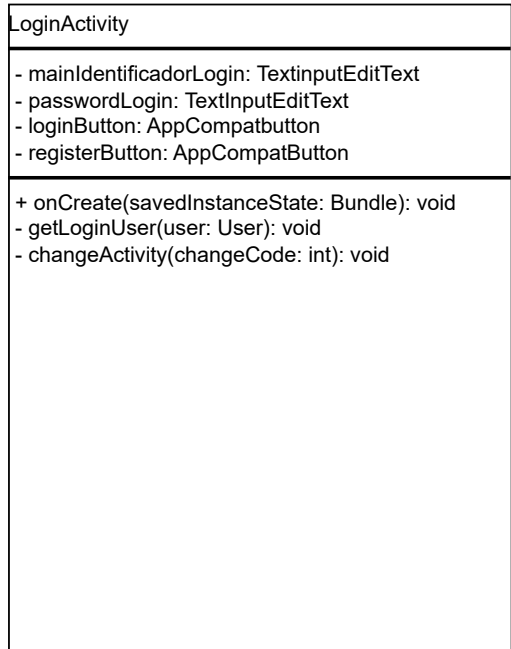 LoginActivity
- mainIdentificadorLogin: TextinputEditText
- passwordLogin: TextInputEditText
- loginButton: AppCompatbutton
- registerButton: AppCompatButton
+ onCreate(savedInstanceState: Bundle): void
- getLoginUser(user: User): void
- changeActivity(changeCode: int): void